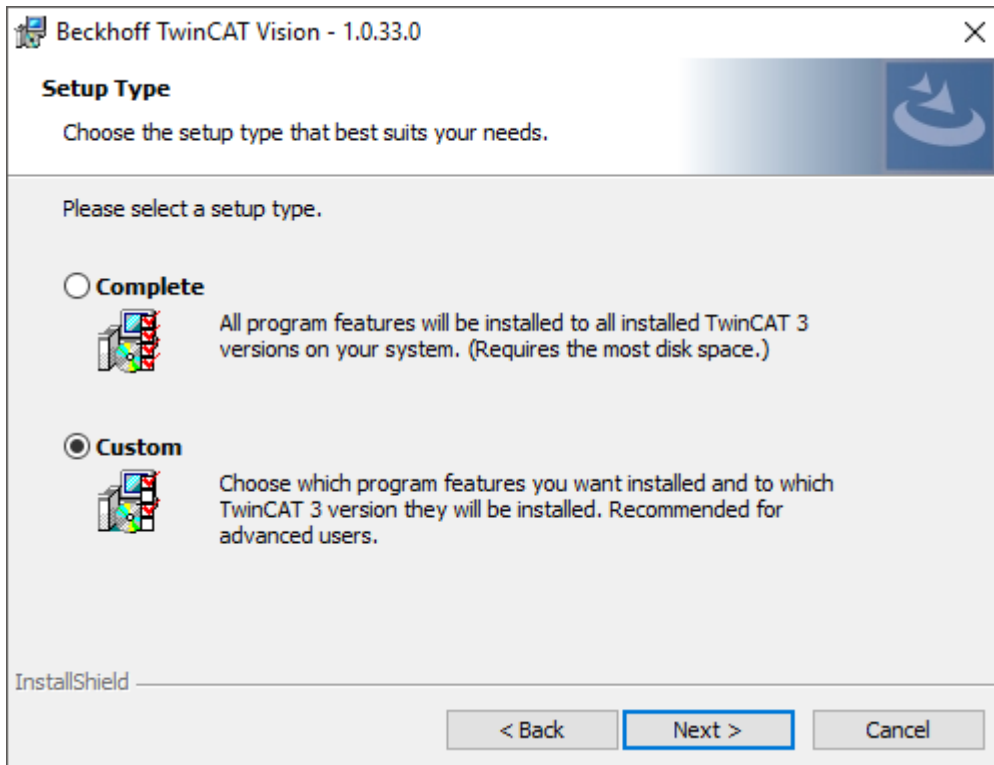 Beckhoff TwinCAT Vision - 1.0.33.0
Setup Type
Choose the setup type that best suits your needs.
Please select a setup type.
Complete
All program features will be installed to all installed TwinCAT 3
versions on your system. (Requires the most disk space.)
Custom
Choose which program features you want installed and to which
TwinCAT 3 version they will be installed. Recommended for
advanced users.
InstallShield
< Back
Next >
Cancel